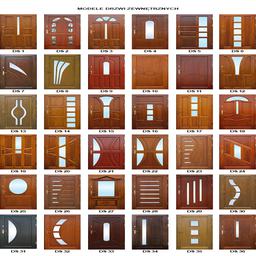 MODELE DRZWI ZEWNĘTRZNYCH
DS 1 DS 2 DS 3 DS 4 DS 5 DS 6
DS 7 DS 8 DS 9 DS 10 DS 11 DS 12
DS 13 DS 14 DS 15 DS 16 DS 17 DS 18
DS 19 DS 20 DS 21 DS 22 DS 23 DS 24
DS 25 DS 26 DS 27 DS 28 DS 29 DS 30
DS 31 DS 32 DS 33 DS 34 DS 35 DS 36